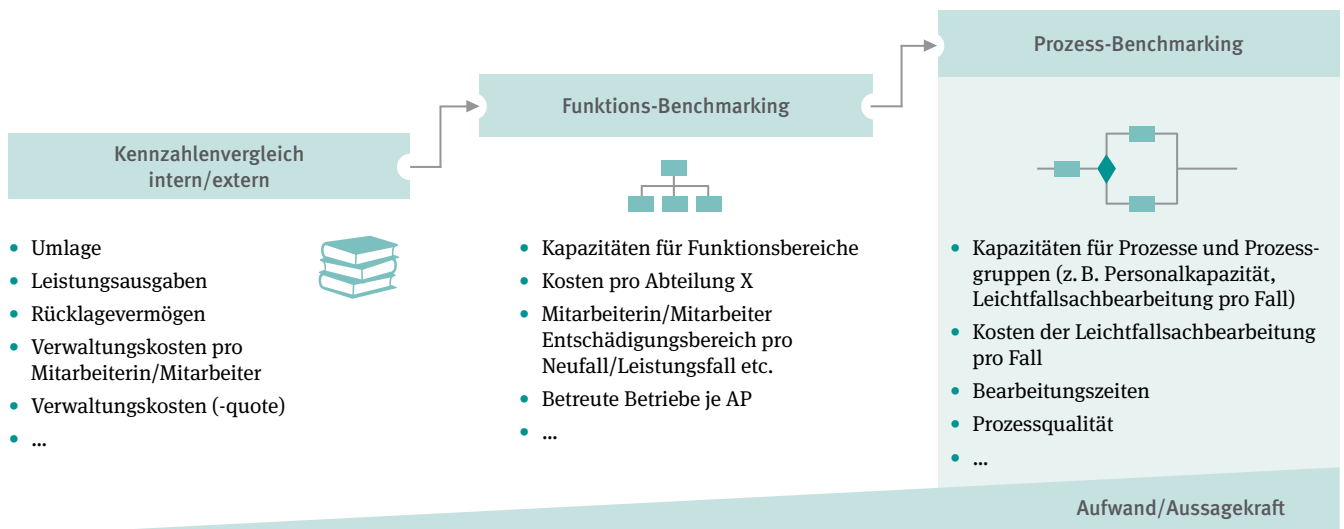 Kennzahlenvergleich
intern/extern
• Umlage
• Leistungsausgaben
• Rücklagevermögen
• Verwaltungskosten pro
Mitarbeiterin/Mitarbeiter
• Verwaltungskosten (-quote)
• ...
Funktions-Benchmarking
• Kapazitäten für Funktionsbereiche
• Kosten pro Abteilung X
• Mitarbeiterin/Mitarbeiter
Entschädigungsbereich pro
Neufall/Leistungsfall etc.
• Betreute Betriebe je AP
• ...
Prozess-Benchmarking
• Kapazitäten für Prozesse und Prozess-
gruppen (z. B. Personalkapazität,
Leichtfallsachbearbeitung pro Fall)
• Kosten der Leichtfallsachbearbeitung
pro Fall
• Bearbeitungszeiten
• Prozessqualität
• ...
Aufwand/Aussagekraft